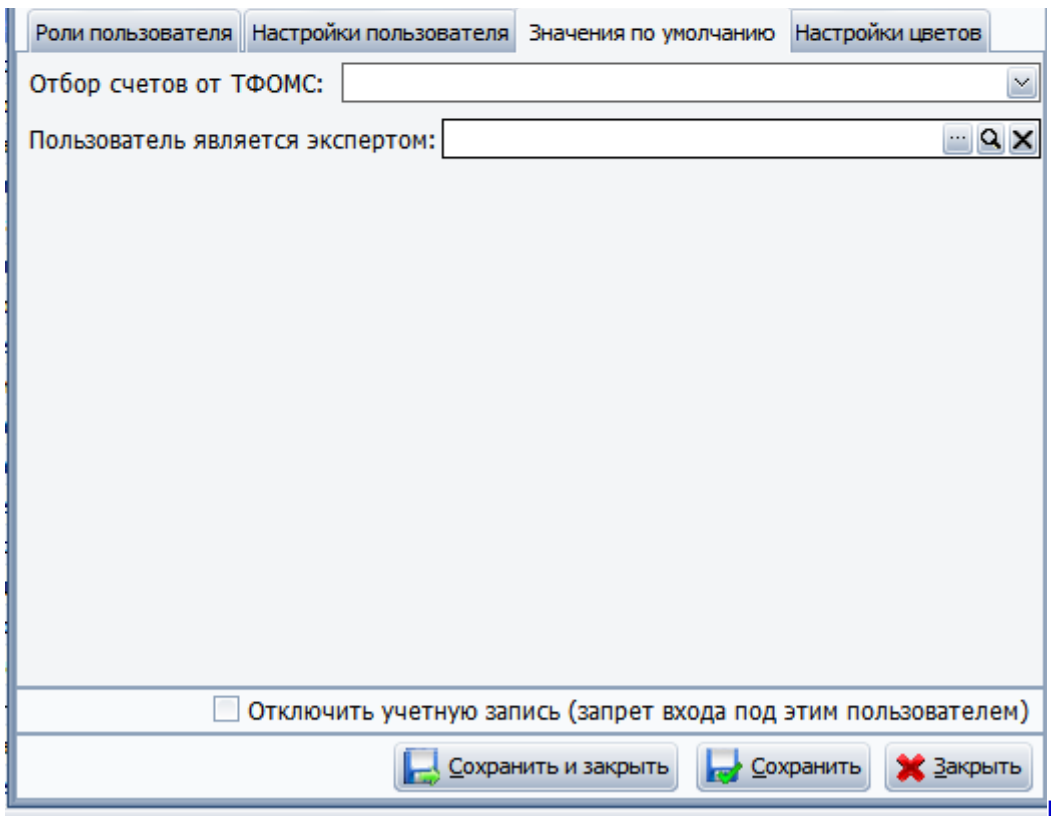 Роли пользователя Настройки пользователя Значения по умолчанию Настройки цветов
Отбор счетов от ТФОМС:
Пользователь является экспертом:
Отключить учетную запись (запрет входа под этим пользователем)
Сохранить и закрыть Сохранить Закрыть